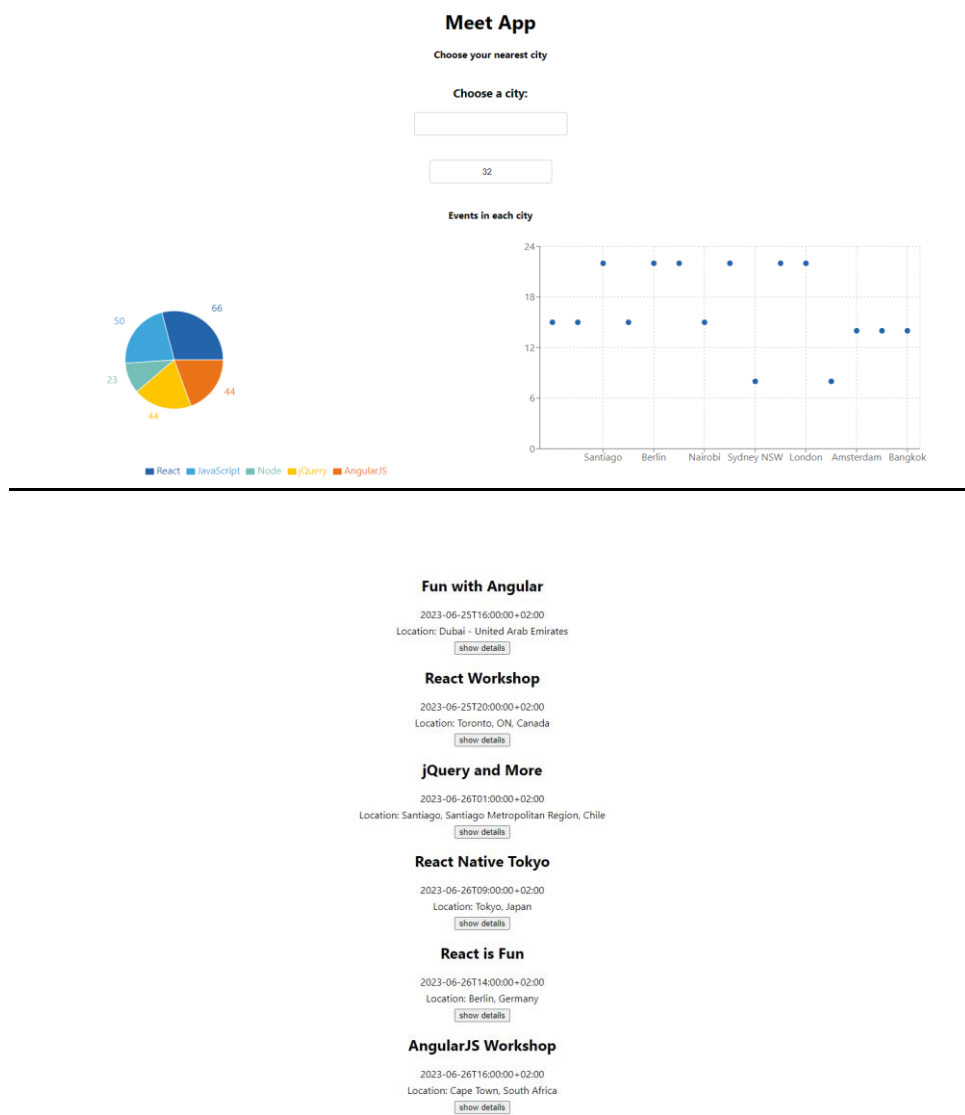 Meet App
Choose your nearest city
Choose a city:
32
Events in each city
66
50
23
44
44
React JavaScript Node jQuery AngularJS
24
18
12
6
0
Santiago Berlin Nairobi Sydney NSW London Amsterdam Bangkok
Fun with Angular
2023-06-25T16:00:00+02:00
Location: Dubai - United Arab Emirates
show details
React Workshop
2023-06-25T20:00:00+02:00
Location: Toronto, ON, Canada
show details
jQuery and More
2023-06-26T01:00:00+02:00
Location: Santiago, Santiago Metropolitan Region, Chile
show details
React Native Tokyo
2023-06-26T09:00:00+02:00
Location: Tokyo, Japan
show details
React is Fun
2023-06-26T14:00:00+02:00
Location: Berlin, Germany
show details
AngularJS Workshop
2023-06-26T16:00:00+02:00
Location: Cape Town, South Africa
show details